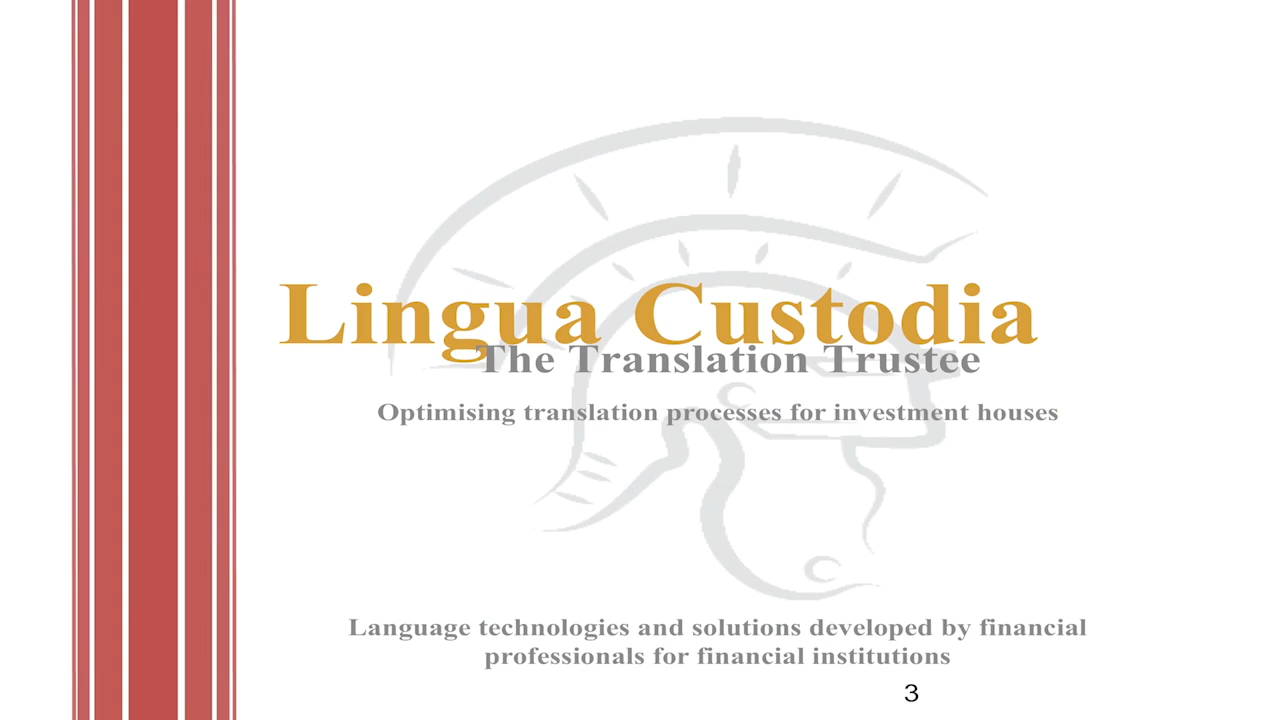 Lingua Custodia
The Translation Trustee
Optimising translation processes for investment houses
Language technologies and solutions developed by financial
professionals for financial institutions
3